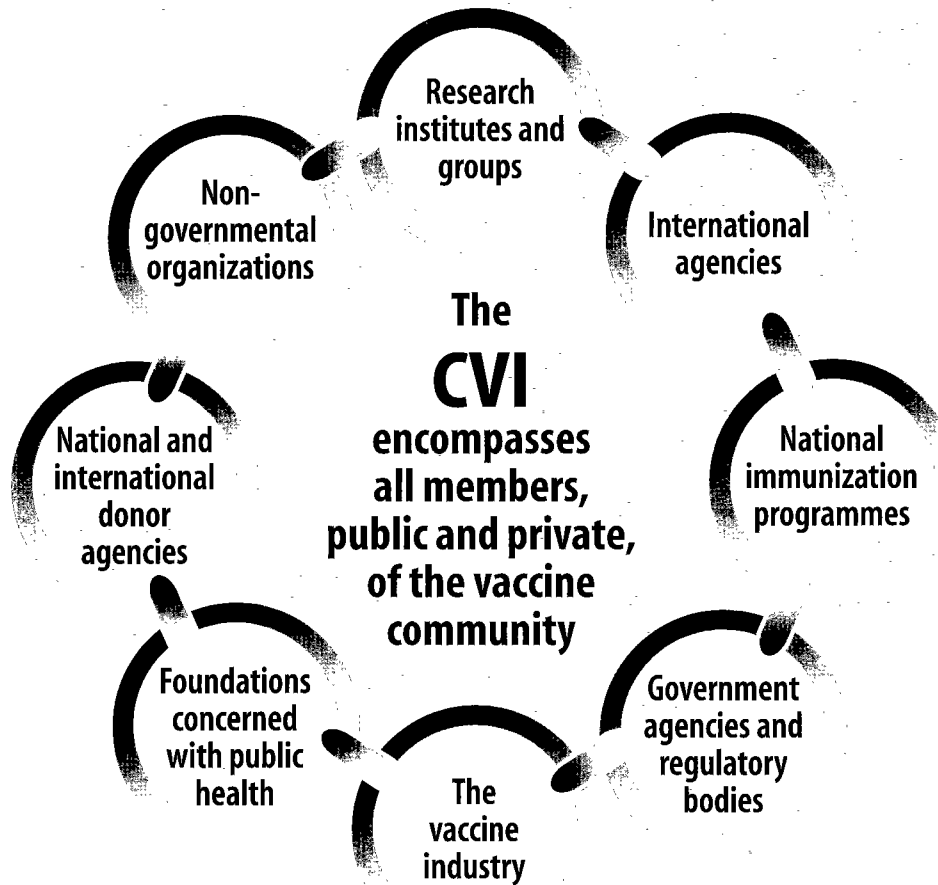 Research
institutes and
groups
Non-
governmental
organizations
International
agencies
The
CVI
encompasses
all members,
public and private,
of the vaccine
community
National and
international
donor
agencies
National
immunization
programmes
Foundations
concerned
with public
health
Government
agencies and
regulatory
bodies
The
vaccine
industry